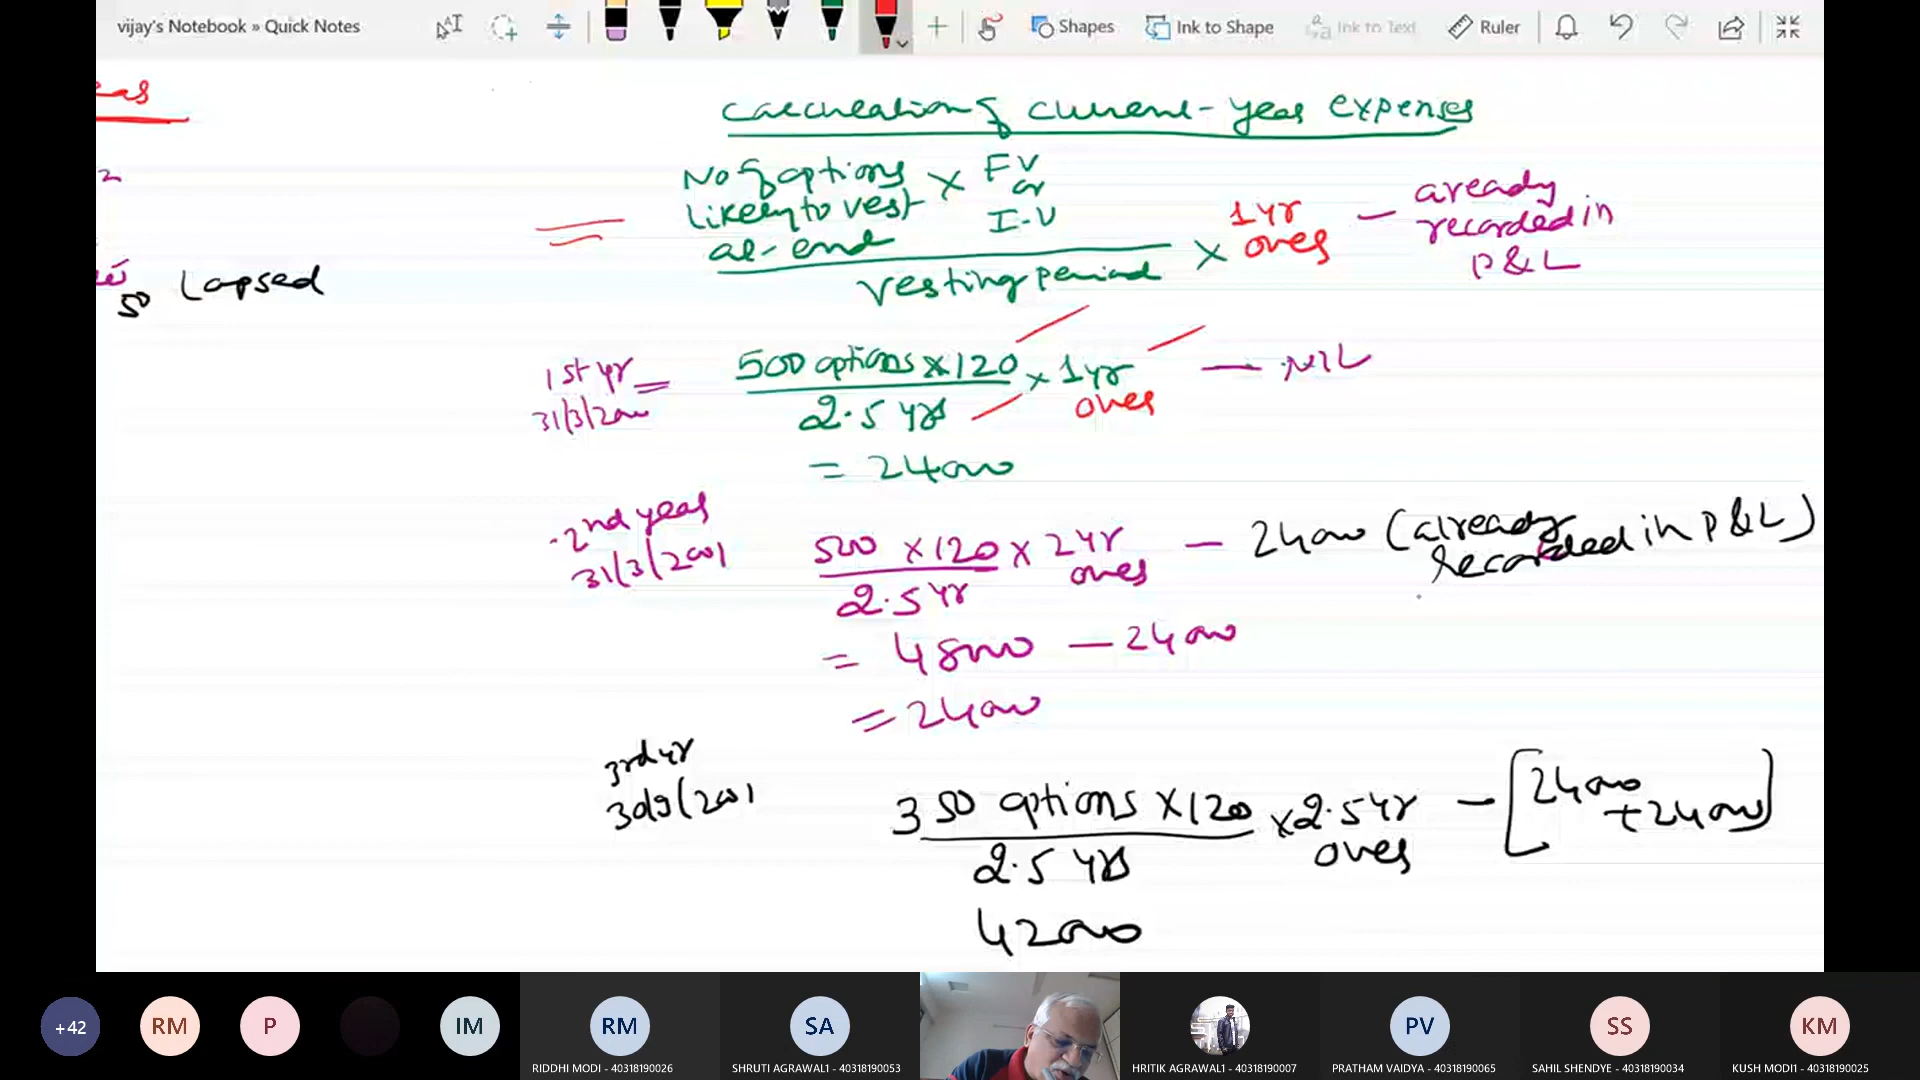 vijay's Notebook » Quick Notes
Shapes
Ink to Shape
Ink to Text
Ruler
calculation of current-year expenses
No of options
likely to vest
at-end
× FV
or
I-V
vesting period
× 1yr
over
— already
recorded in
P&L
50 Lapsed
1st yr =
31/3/2000
500 options × 120 × 1yr
over
— NIL
2.5 yrs
= 24000
2nd year
31/3/2001
500 × 120 × 2yr
over
— 24000 (already
recorded in P&L)
2.5 yr
= 48000 — 24000
= 24000
3rd yr
350 options × 120 × 2.5 yr
over
— [24000
+24000]
2.5 yrs
42000
+42
RM
P
IM
RM
SA
PV
SS
KM
RIDDHI MODI - 40318190026
SHRUTI AGRAWAL1 - 40318190053
HRITIK AGRAWAL1 - 40318190007
PRATHAM VAIDYA - 40318190065
SAHIL SHENDYE - 40318190034
KUSH MODI1 - 40318190025